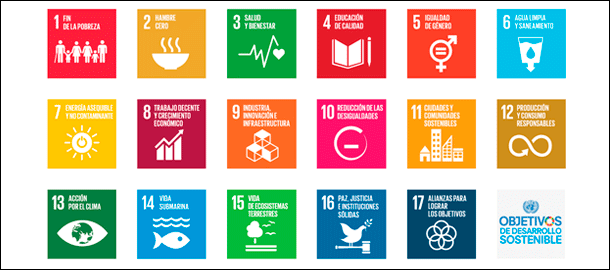 1 FIN
DE LA POBREZA
2 HAMBRE
CERO
3 SALUD
Y BIENESTAR
4 EDUCACIÓN
DE CALIDAD
5 IGUALDAD
DE GÉNERO
6 AGUA LIMPIA
Y SANEAMIENTO
7 ENERGÍA ASEQUIBLE
Y NO CONTAMINANTE
8 TRABAJO DECENTE
Y CRECIMIENTO
ECONÓMICO
9 INDUSTRIA,
INNOVACIÓN E
INFRAESTRUCTURA
10 REDUCCIÓN DE LAS
DESIGUALDADES
11 CIUDADES Y
COMUNIDADES
SOSTENIBLES
12 PRODUCCIÓN
Y CONSUMO
RESPONSABLES
13 ACCIÓN
POR EL CLIMA
14 VIDA
SUBMARINA
15 VIDA
DE ECOSISTEMAS
TERRESTRES
16 PAZ, JUSTICIA
E INSTITUCIONES
SÓLIDAS
17 ALIANZAS PARA
LOGRAR
LOS OBJETIVOS
OBJETIVOS
DE DESARROLLO
SOSTENIBLE